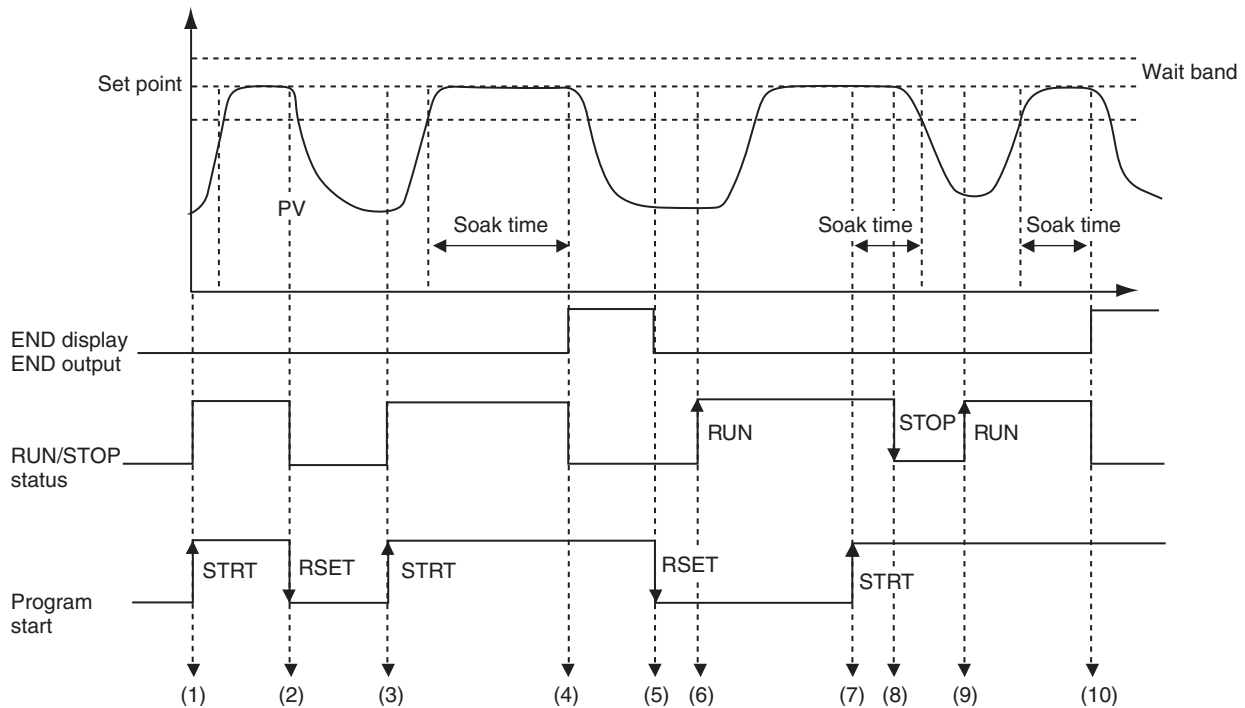 Set point
Wait band
PV
Soak time
Soak time
Soak time
END display
END output
RUN
STOP
RUN
RUN/STOP
status
STRT
RSET
STRT
RSET
STRT
Program
start
(1)
(2)
(3)
(4)
(5)
(6)
(7)
(8)
(9)
(10)